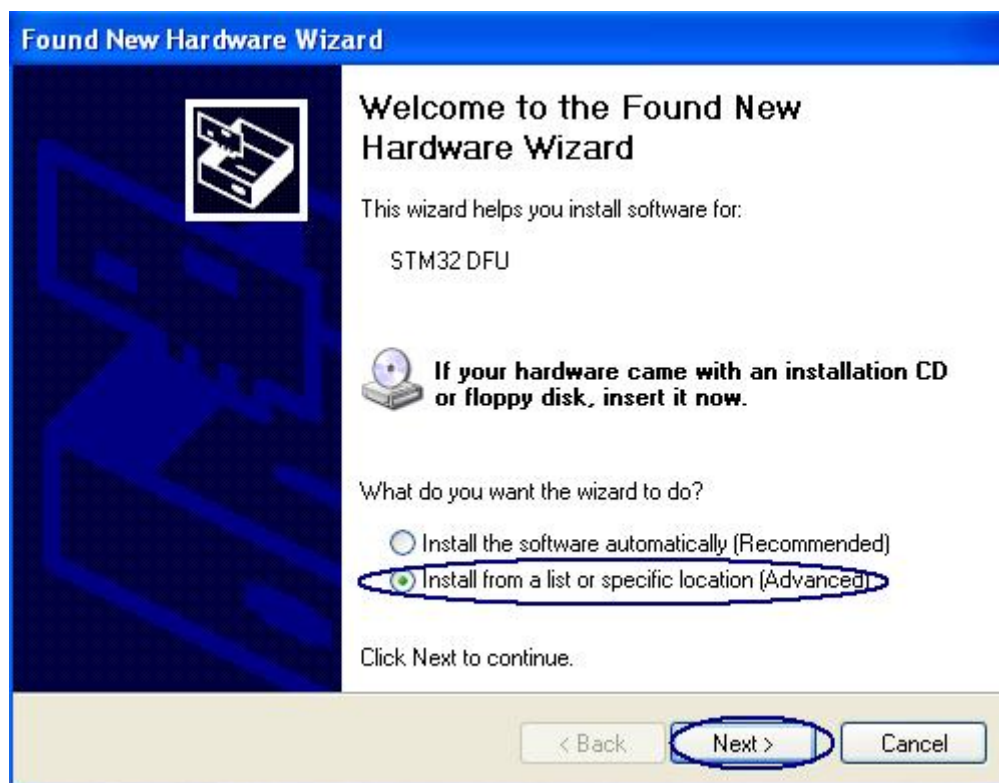 Found New Hardware Wizard
Welcome to the Found New
Hardware Wizard
This wizard helps you install software for:
STM32 DFU
If your hardware came with an installation CD
or floppy disk, insert it now.
What do you want the wizard to do?
Install the software automatically (Recommended)
Install from a list or specific location (Advanced)
Click Next to continue.
< Back Next > Cancel